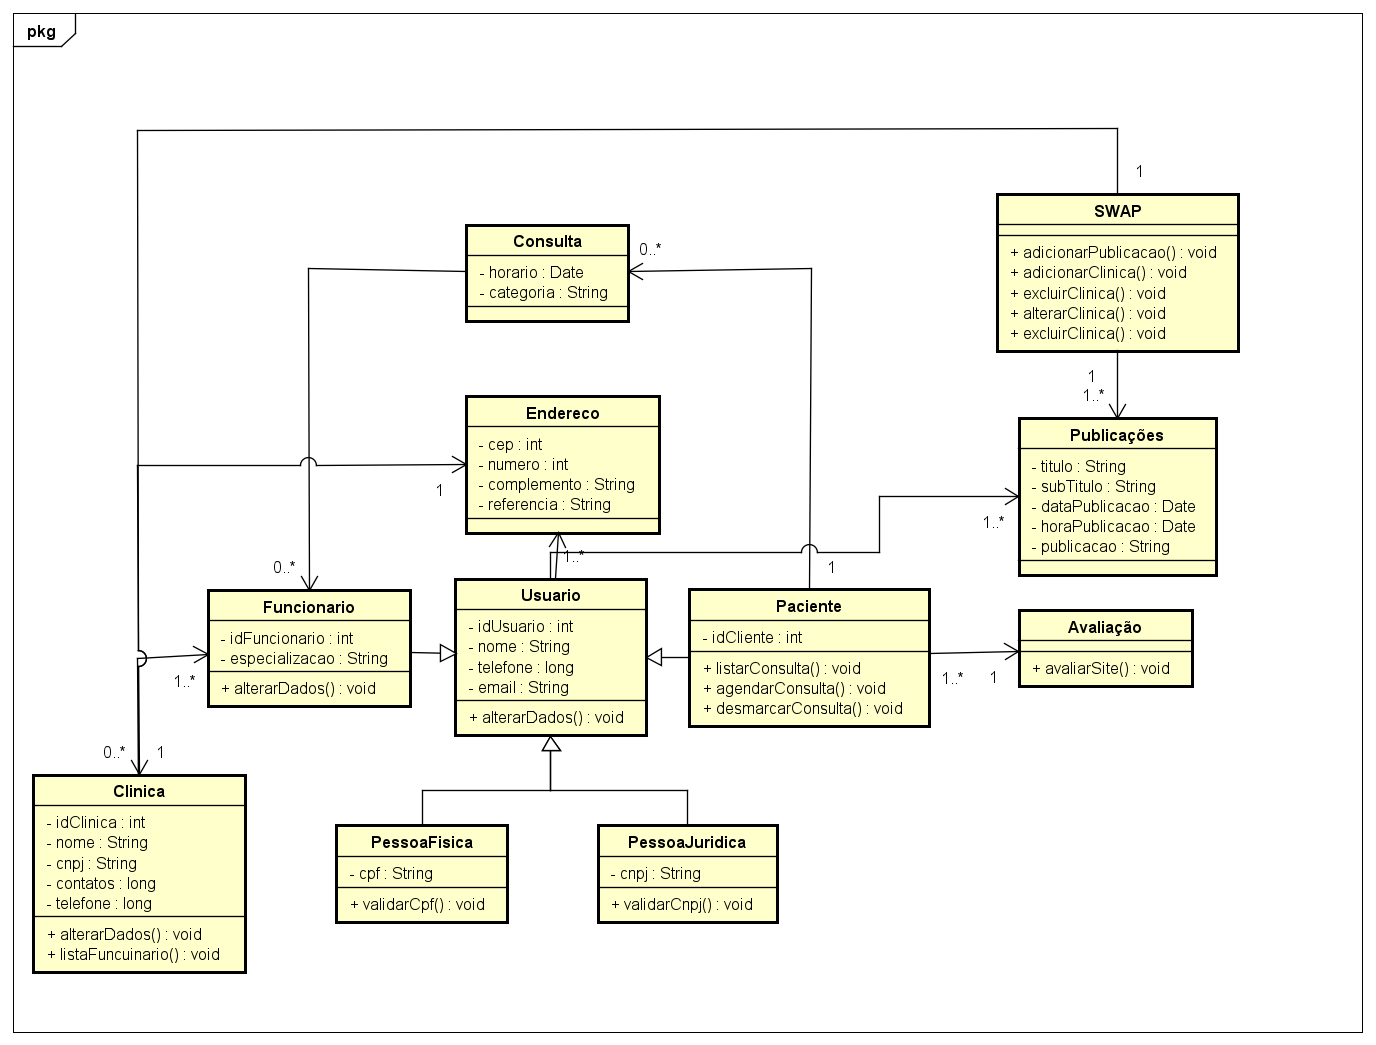 pkg
1
SWAP
+ adicionarPublicacao() : void
+ adicionarClinica() : void
+ excluirClinica() : void
+ alterarClinica() : void
+ excluirClinica() : void
Consulta
- horario : Date
- categoria : String
0..*
1
1..*
Endereco
- cep : int
- numero : int
- complemento : String
- referencia : String
1
Publicações
- titulo : String
- subTitulo : String
- dataPublicacao : Date
- horaPublicacao : Date
- publicacao : String
1..*
0..*
1..*
1
Funcionario
- idFuncionario : int
- especializacao : String
+ alterarDados() : void
1..*
Usuario
- idUsuario : int
- nome : String
- telefone : long
- email : String
+ alterarDados() : void
Paciente
- idCliente : int
+ listarConsulta() : void
+ agendarConsulta() : void
+ desmarcarConsulta() : void
1..*
1
Avaliação
+ avaliarSite() : void
0..*
1
Clinica
- idClinica : int
- nome : String
- cnpj : String
- contatos : long
- telefone : long
+ alterarDados() : void
+ listaFuncuinario() : void
PessoaFisica
- cpf : String
+ validarCpf() : void
PessoaJuridica
- cnpj : String
+ validarCnpj() : void